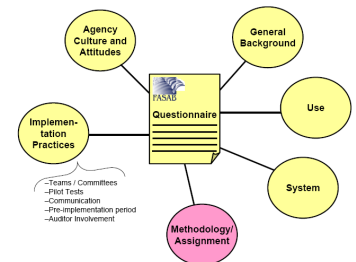 Agency
Culture and
Attitudes
General
Background
FASAB
Questionnaire
Use
Implemen-
tation
Practices
–Teams / Committees
–Pilot Tests
–Communication
–Pre-implementation period
–Auditor Involvement
System
Methodology/
Assignment